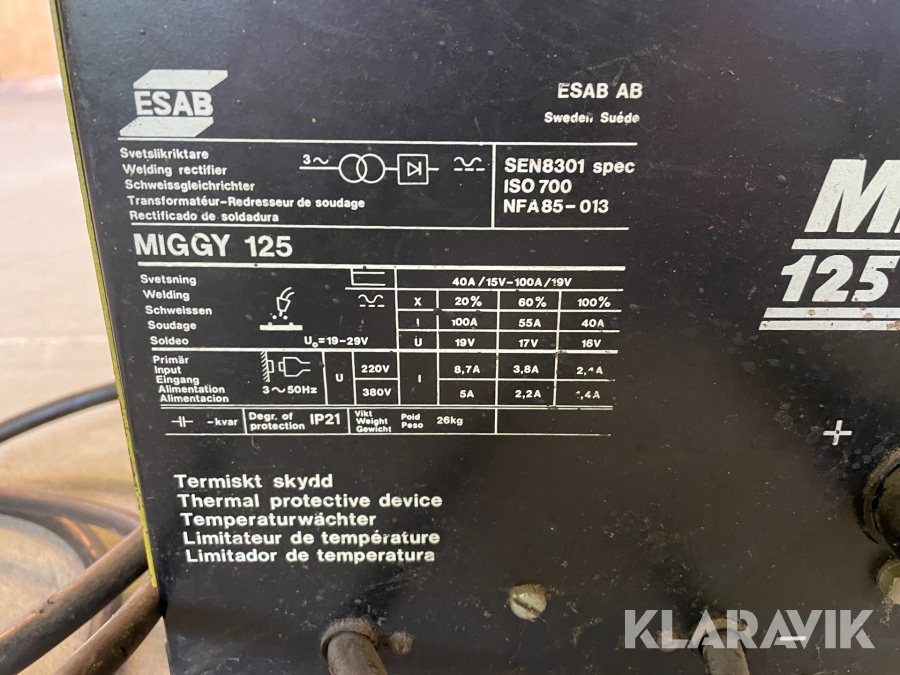 ESAB
ESAB AB
Sweden Suéde
Svetslikriktare
Welding rectifier
Schweissgleichrichter
Transformatéur-Redresseur de soudage
Rectificado de soldadura
3~
SEN8301 spec
ISO 700
NFA85-013
MIGGY 125
125
Svetsning
Welding
Schweissen
Soudage
Soldeo
U₀=19-29V
40A/15V-100A/19V
X 20% 60% 100%
I 100A 55A 40A
U 19V 17V 16V
Primär
Input
Eingang
Alimentation
Alimentacion
3~50Hz
U I
220V 8,7A 3,8A
380V 5A 2,2A 1,4A
-kvar
Degr. of protection IP21
Vikt Poid
Weight Peso 26kg
Gewicht
+
Termiskt skydd
Thermal protective device
Temperaturwächter
Limitateur de température
Limitador de temperatura
KLARAVIK